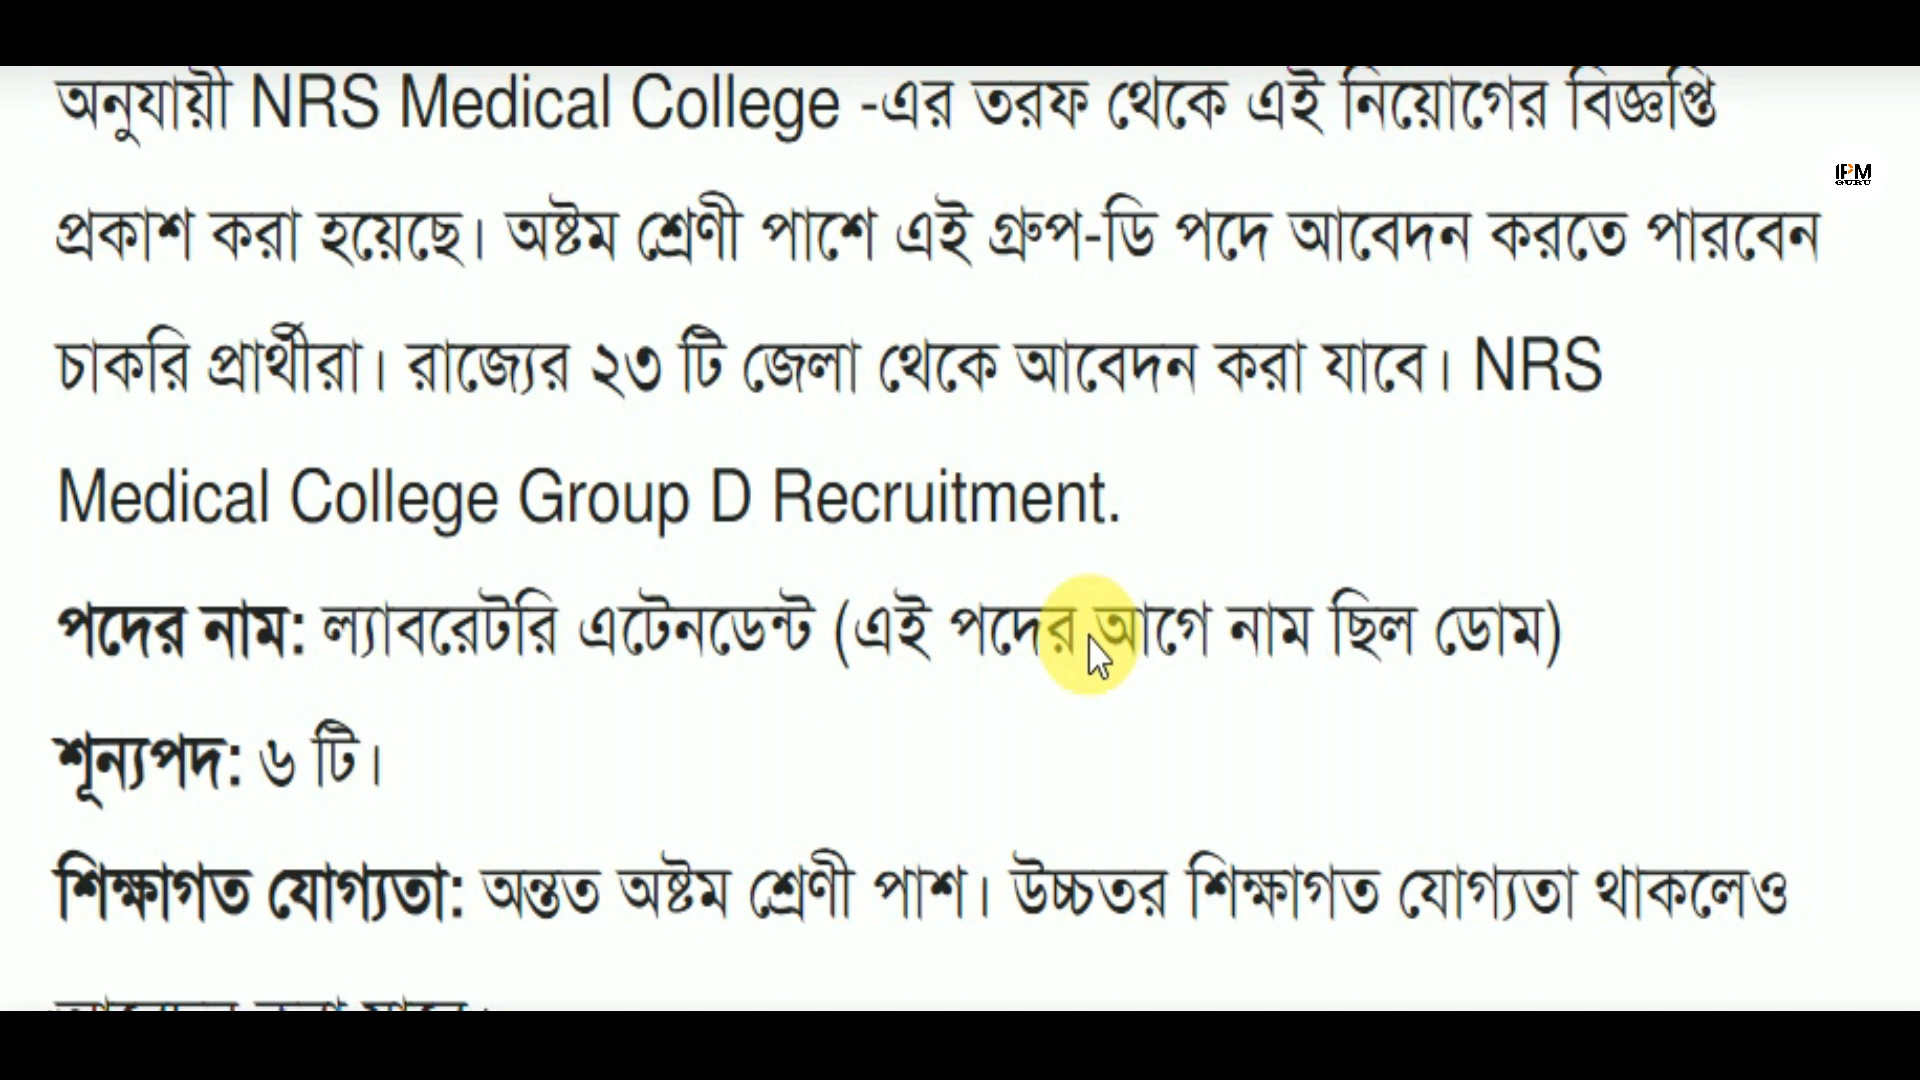 অনুযায়ী NRS Medical College -এর তরফ থেকে এই নিয়োগের বিজ্ঞপ্তি
IPM
GURU
প্রকাশ করা হয়েছে। অষ্টম শ্রেণী পাশে এই গ্রুপ-ডি পদে আবেদন করতে পারবেন
চাকরি প্রার্থীরা। রাজ্যের ২৩ টি জেলা থেকে আবেদন করা যাবে। NRS
Medical College Group D Recruitment.
পদের নাম: ল্যাবরেটরি এটেনডেন্ট (এই পদের আগে নাম ছিল ডোম)
শূন্যপদ: ৬ টি।
শিক্ষাগত যোগ্যতা: অন্তত অষ্টম শ্রেণী পাশ। উচ্চতর শিক্ষাগত যোগ্যতা থাকলেও